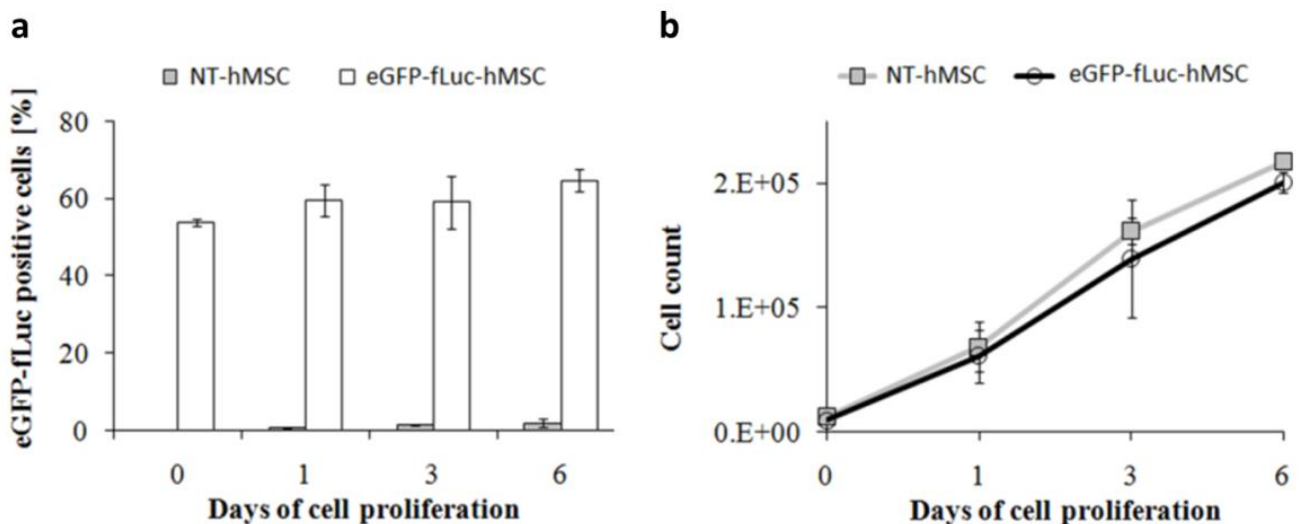 a
NT-hMSC eGFP-fLuc-hMSC
eGFP-fLuc positive cells [%]
80
60
40
20
0
0 1 3 6
Days of cell proliferation
b
NT-hMSC eGFP-fLuc-hMSC
Cell count
2.E+05
1.E+05
0.E+00
0 1 3 6
Days of cell proliferation